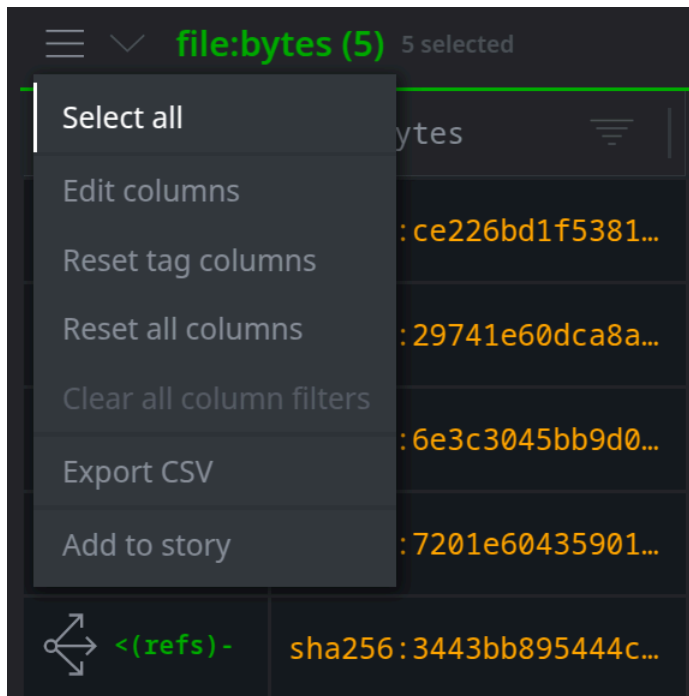 file:bytes (5) 5 selected
Select all
ytes
Edit columns
:ce226bd1f5381…
Reset tag columns
Reset all columns
:29741e60dca8a…
Clear all column filters
:6e3c3045bb9d0…
Export CSV
Add to story
:7201e60435901…
<(refs)- sha256:3443bb895444c…